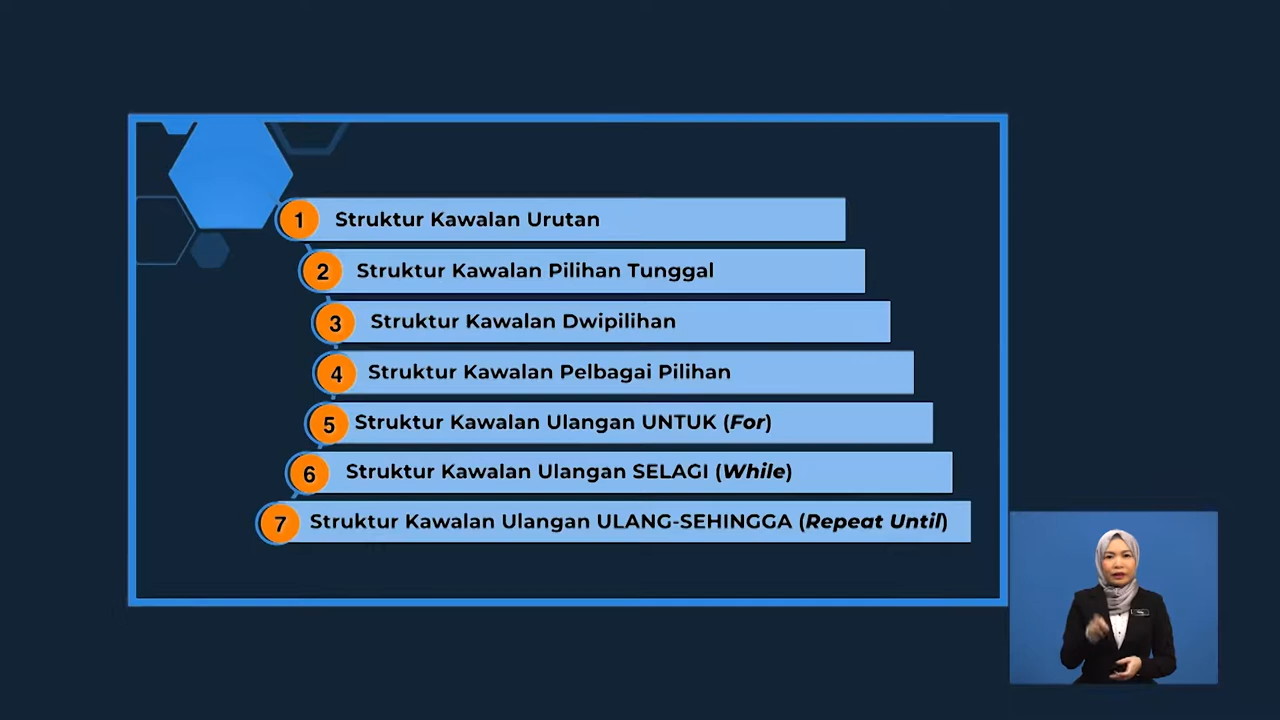 1 Struktur Kawalan Urutan
2 Struktur Kawalan Pilihan Tunggal
3 Struktur Kawalan Dwipilihan
4 Struktur Kawalan Pelbagai Pilihan
5 Struktur Kawalan Ulangan UNTUK (For)
6 Struktur Kawalan Ulangan SELAGI (While)
7 Struktur Kawalan Ulangan ULANG-SEHINGGA (Repeat Until)